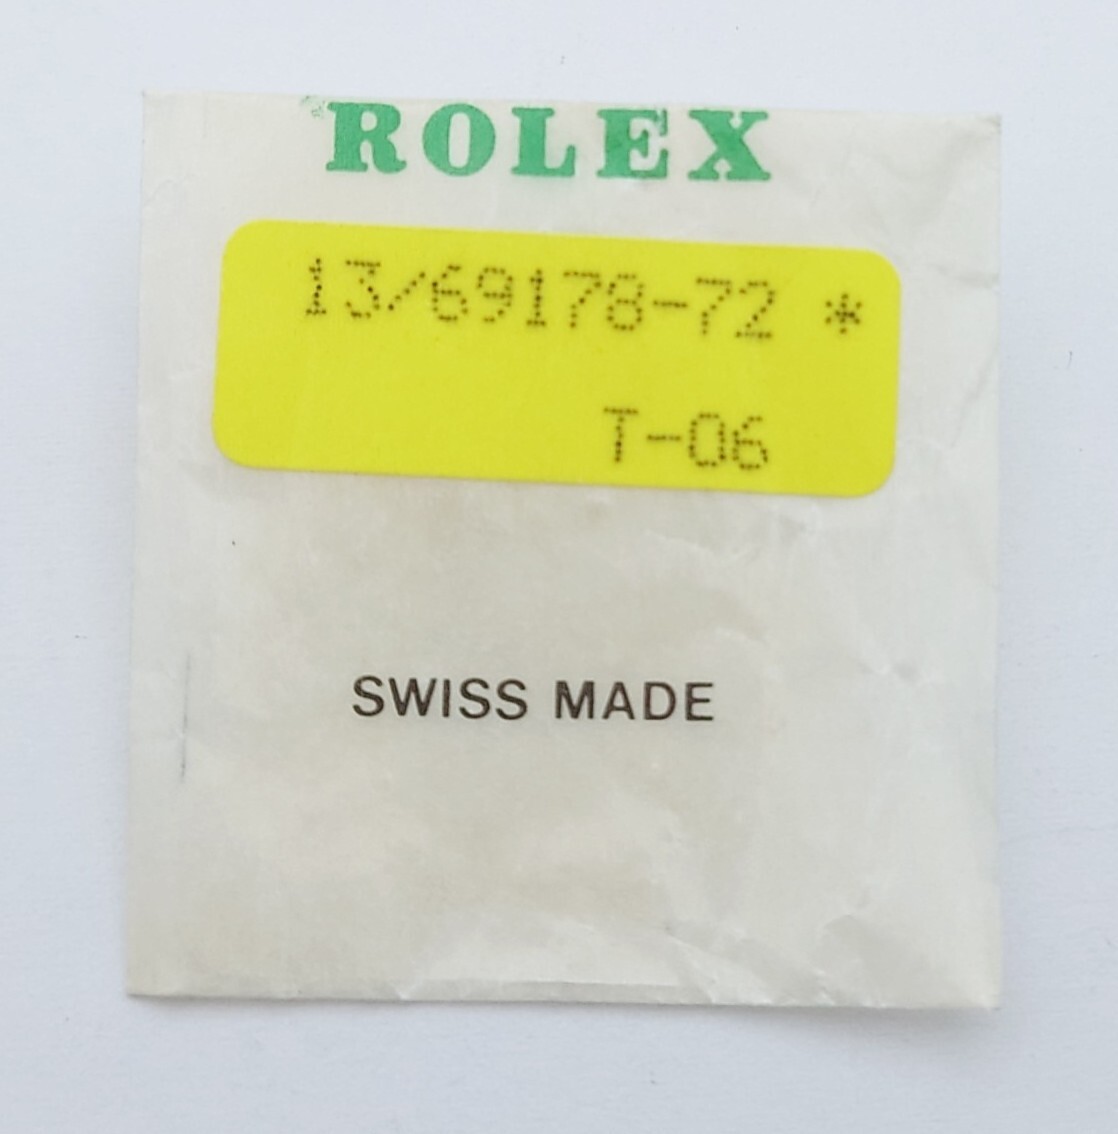 ROLEX
13/69178-72 *
T-06
SWISS MADE